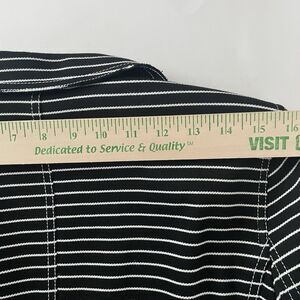 7 8 9 10 11 12 13 14 15 16
Dedicated to Service & Quality™
VISIT